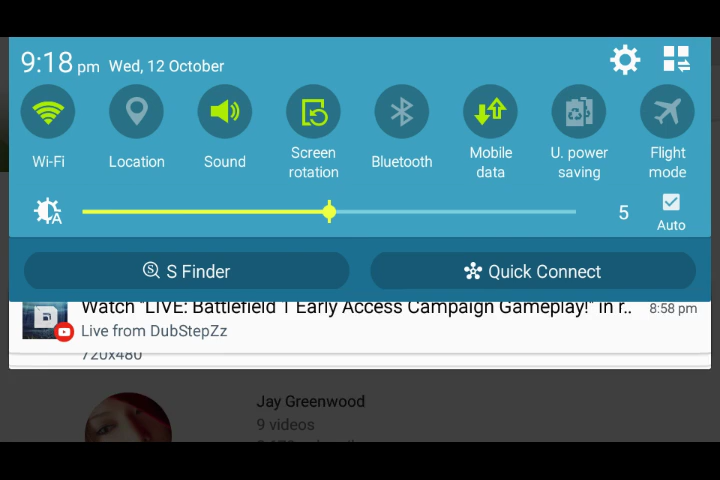 9:18 pm Wed, 12 October
Wi-Fi
Location
Sound
Screen rotation
Bluetooth
Mobile data
U. power saving
Flight mode
A
5
Auto
S Finder
Quick Connect
Watch "LIVE: Battlefield 1 Early Access Campaign Gameplay!" in r..
8:58 pm
Live from DubStepZz
720x480
Jay Greenwood
9 videos